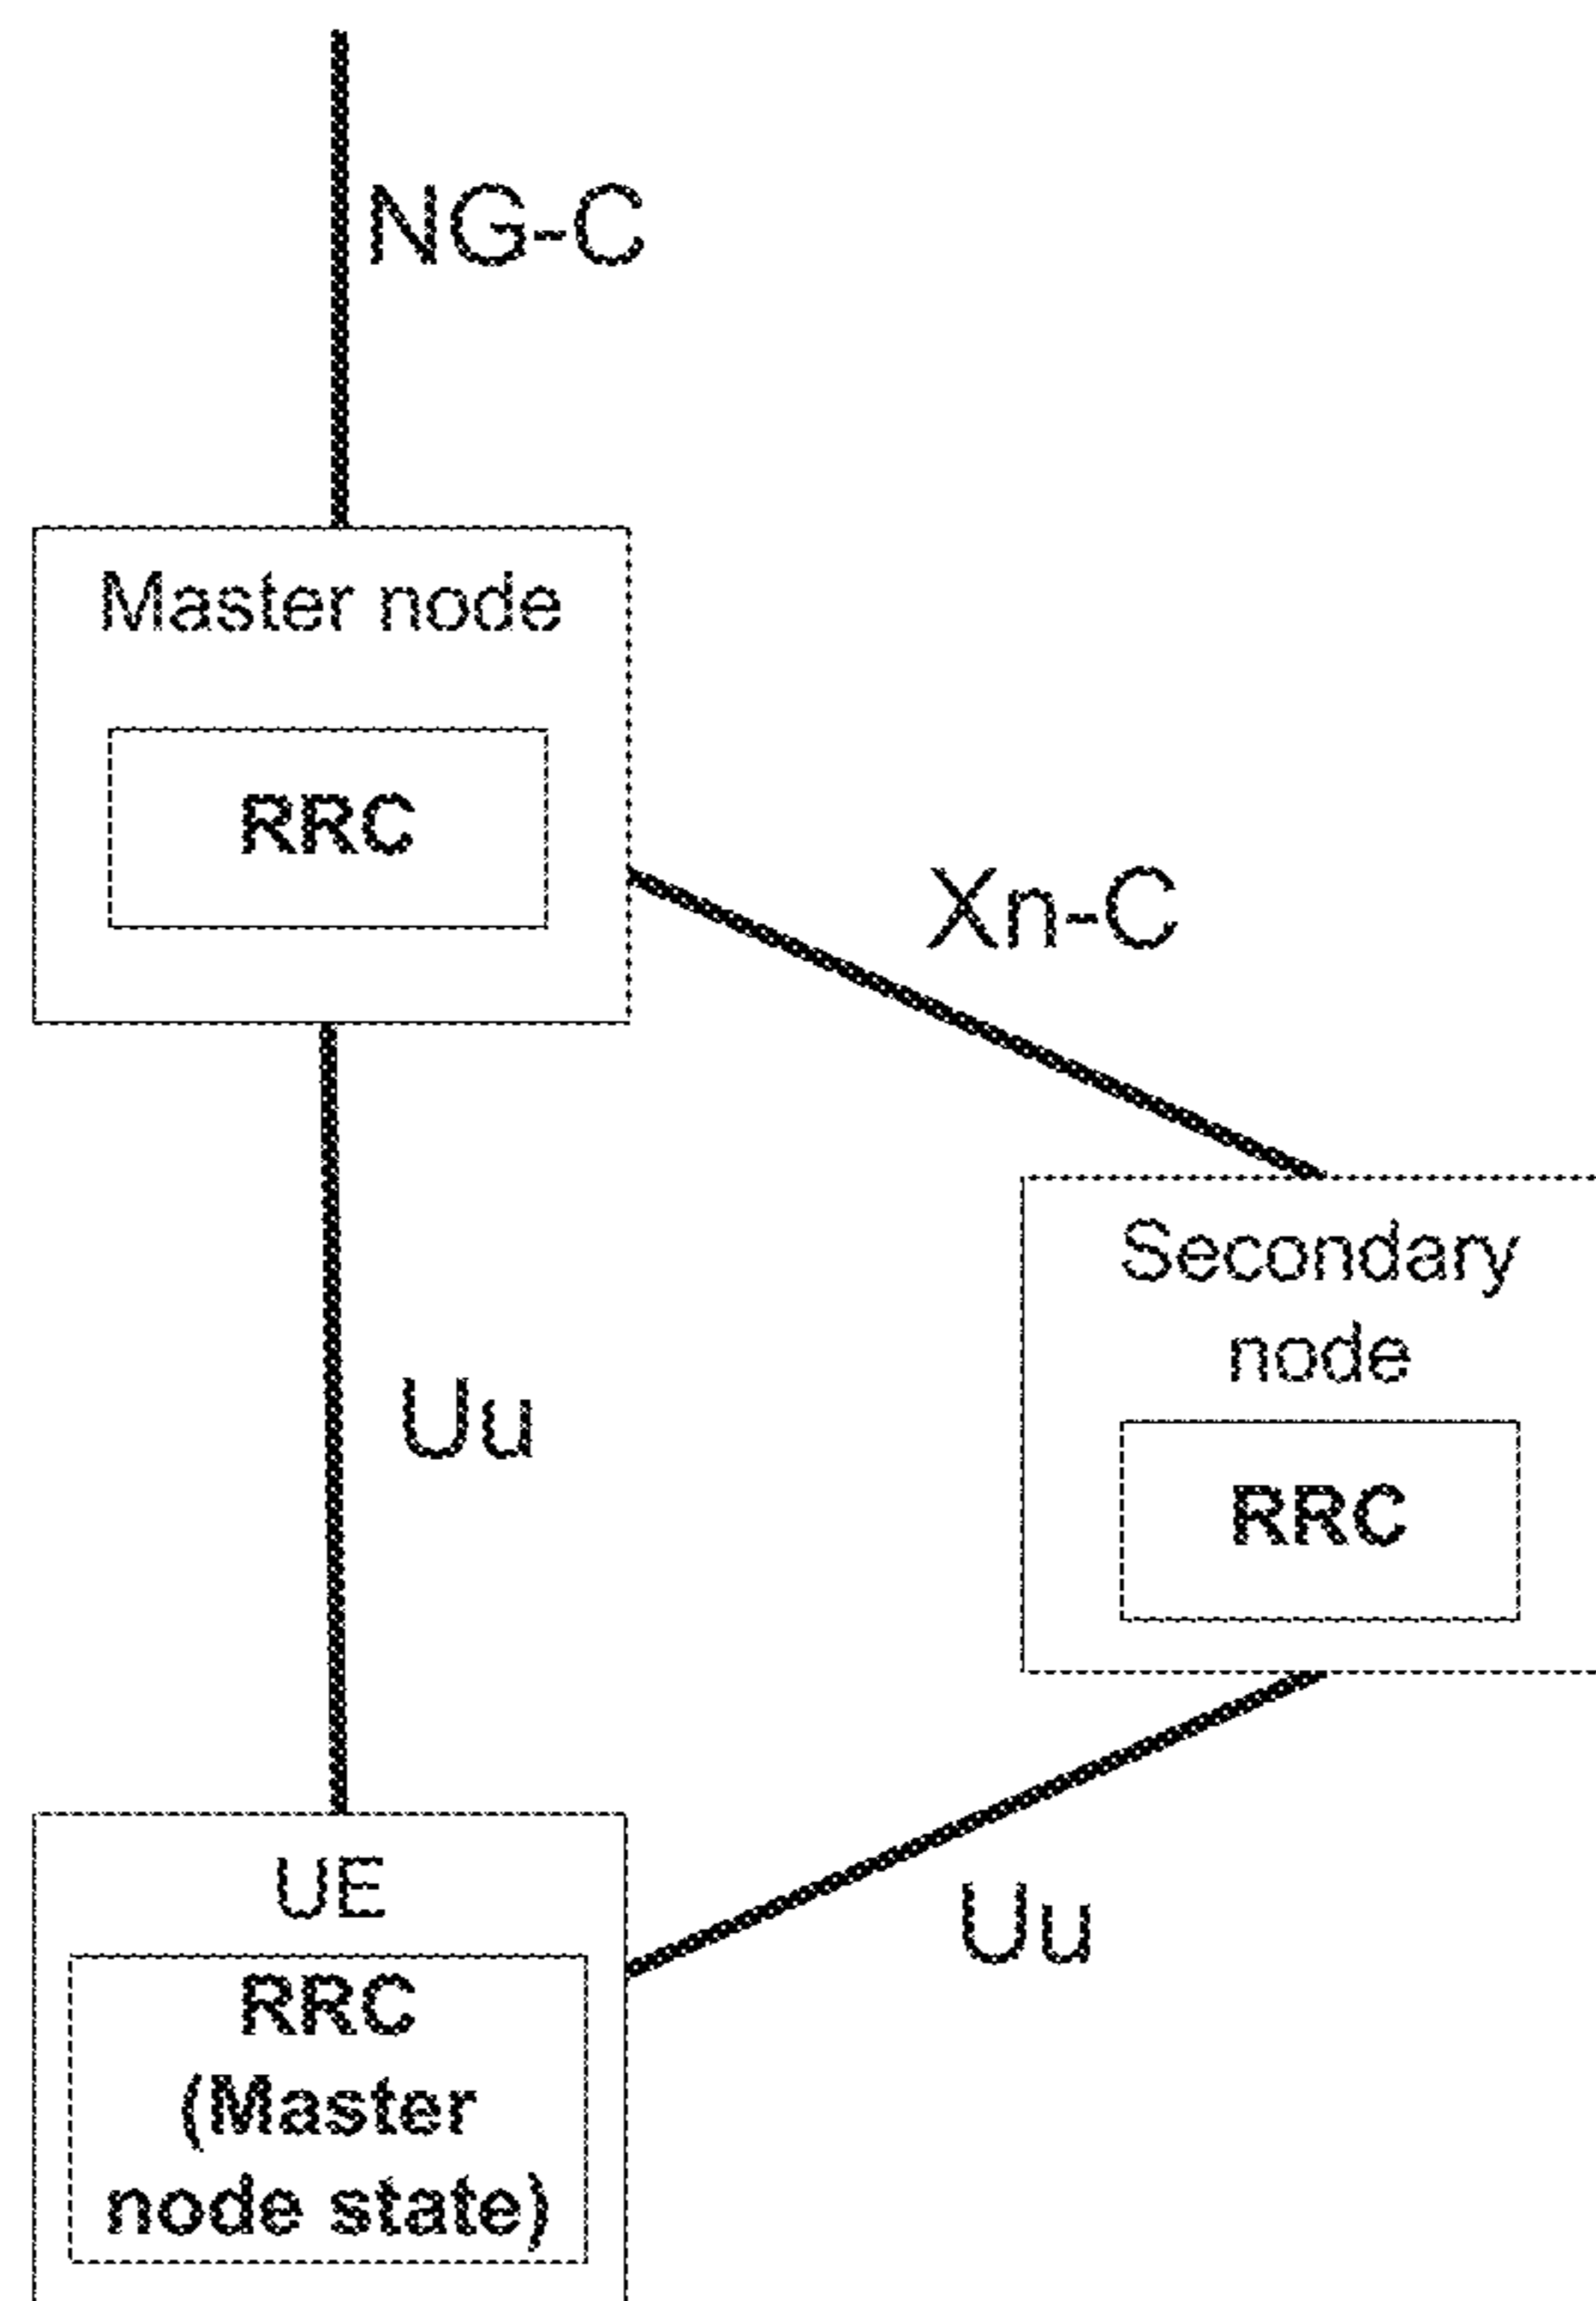 NG-C
Master node
RRC
Xn-C
Secondary
node
RRC
Uu
UE
RRC
(Master
node state)
Uu